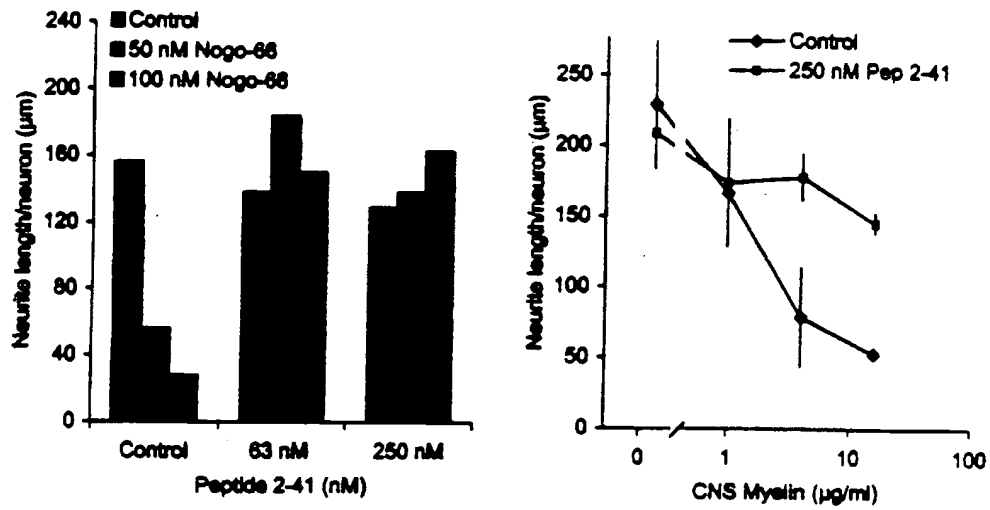 240
200
160
120
80
40
0
Neurite length/neuron (µm)
Control
50 nM Nogo-66
100 nM Nogo-66
Control 63 nM 250 nM
Peptide 2-41 (nM)
250
200
150
100
50
0
Neurtie length/neuron (µm)
Control
250 nM Pep 2-41
0 1 10 100
CNS Myelin (µg/ml)